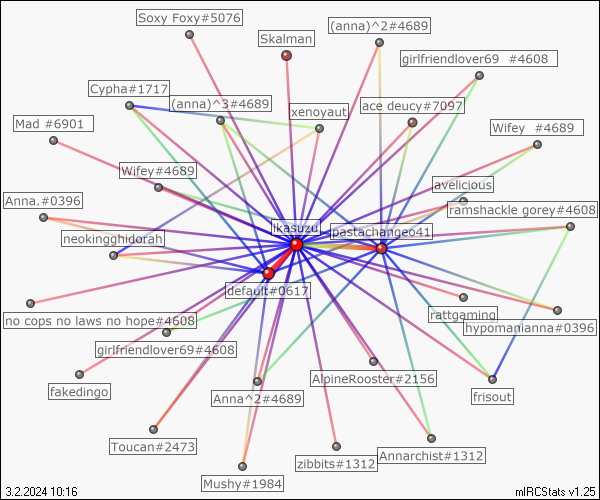 Soxy Foxy#5076
(anna)^2#4689
Skalman
girlfriendlover69 #4608
Cypha#1717
(anna)^3#4689
xenoyaut
ace deucy#7097
Mad #6901
Wifey #4689
Wifey#4689
avelicious
Anna.#0396
ramshackle gorey#4608
ikasuzu
pastachange041
neokingghidorah
default#0617
no cops no laws no hope#4608
rattgaming
hypomanianna#0396
girlfriendlover69#4608
AlpineRooster#2156
fakedingo
Anna^2#4689
frisout
Toucan#2473
Annarchist#1312
zibbits#1312
Mushy#1984
3.2.2024 10:16
mIRCStats v1.25